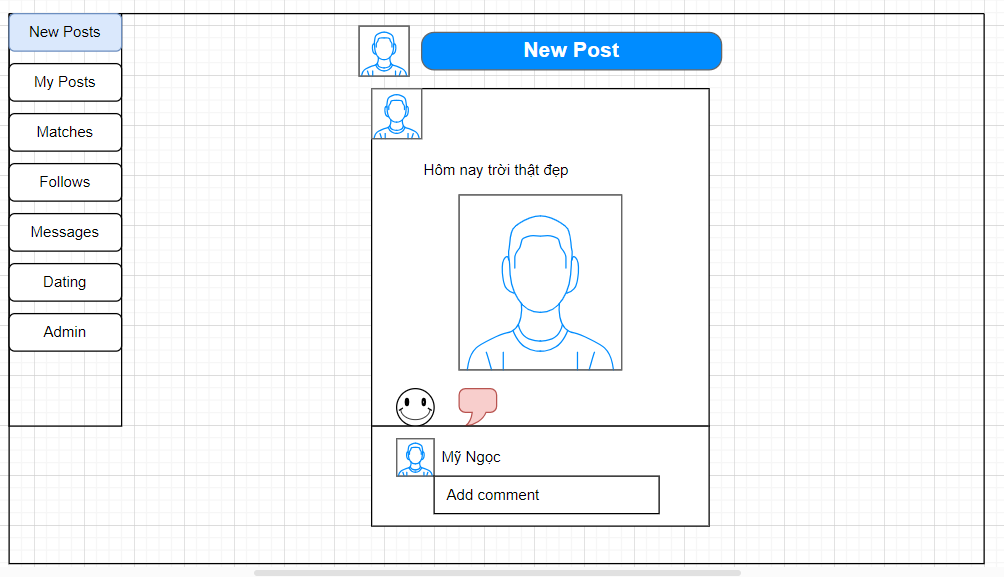 New Posts
My Posts
Matches
Follows
Messages
Dating
Admin
New Post
Hôm nay trời thật đẹp
Mỹ Ngọc
Add comment